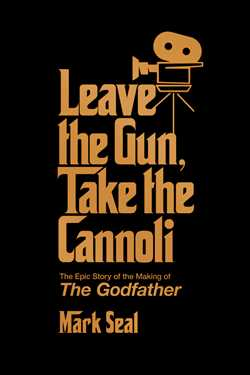 Leave
the Gun,
Take the
Cannoli
The Epic Story of the Making of
The Godfather
Mark Seal